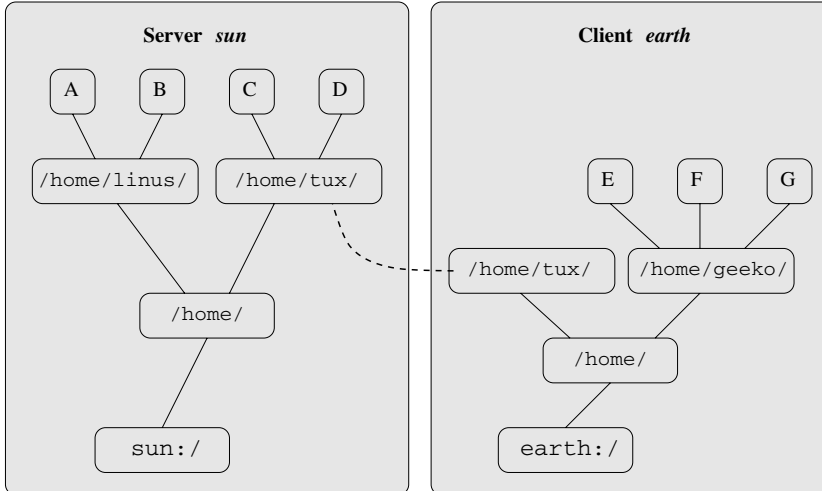 Server sun
A
B
C
D
/home/linus/
/home/tux/
/home/
sun:/
Client earth
E
F
G
/home/tux/
/home/geeko/
/home/
earth:/